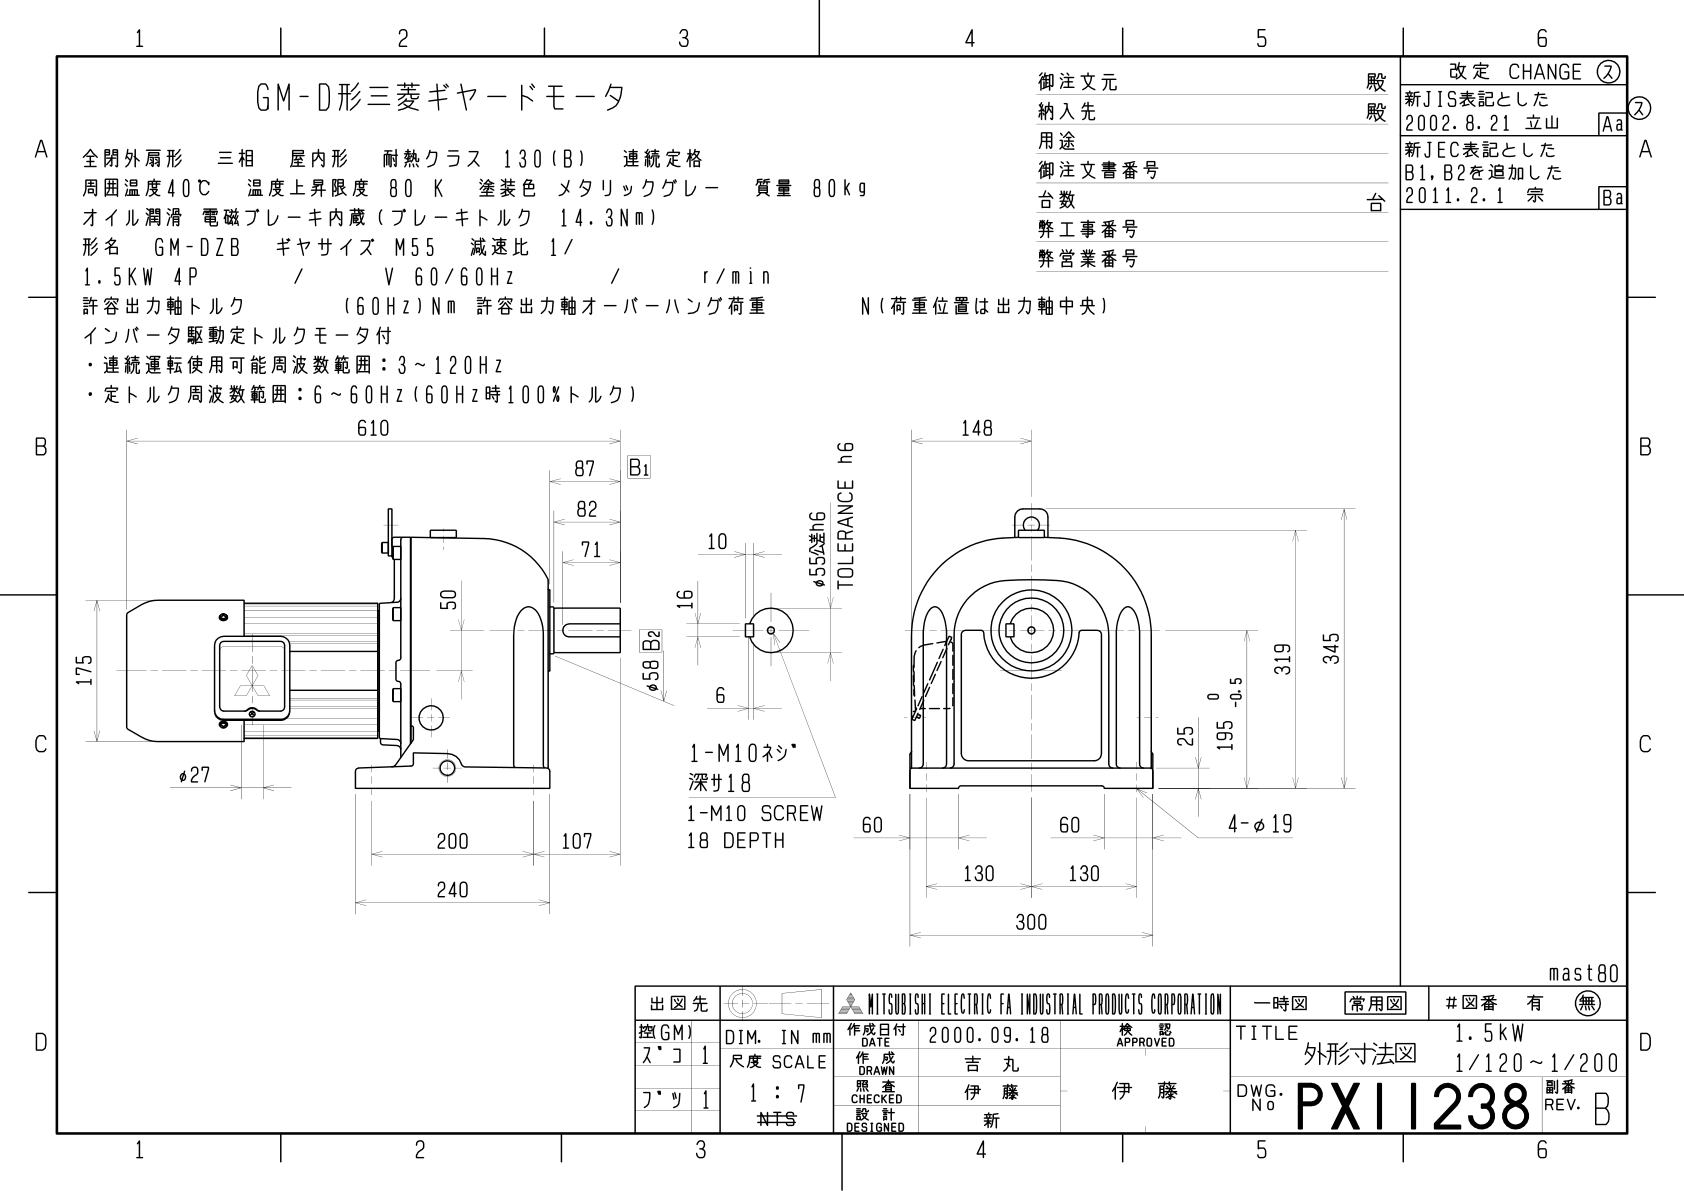 1 2 3 4 5 6
GM-D形三菱ギヤードモータ
全閉外扇形 三相 屋内形 耐熱クラス 130(B) 連続定格
周囲温度40℃ 温度上昇限度 80 K 塗装色 メタリックグレー 質量 80kg
オイル潤滑 電磁ブレーキ内蔵(ブレーキトルク 14.3Nm)
形名 GM-DZB ギヤサイズ M55 減速比 1/
1.5KW 4P / V 60/60Hz / r/min
許容出力軸トルク (60Hz)Nm 許容出力軸オーバーハング荷重 N(荷重位置は出力軸中央)
インバータ駆動定トルクモータ付
・連続運転使用可能周波数範囲：3~120Hz
・定トルク周波数範囲：6~60Hz(60Hz時100%トルク)
御注文元 殿
納入先 殿
用途
御注文書番号
台数 台
弊工事番号
弊営業番号
改定 CHANGE ス
新JIS表記とした
2002.8.21 立山 Aa
新JEC表記とした
B1,B2を追加した
2011.2.1 宗 Ba
ス
A A
B B
C C
D D
610
87 B1
82
71
50
175
φ27
200 107
240
φ58 B2
10
16
6
φ55公差h6
TOLERANCE h6
1-M10ネジ
深サ18
1-M10 SCREW
18 DEPTH
148
345
319
195 0 -0.5
25
60 60
4-φ19
130 130
300
mast80
出図先
控(GM)
ズコ 1
ブツ 1
DIM. IN mm
尺度 SCALE
1 : 7
NTS
MITSUBISHI ELECTRIC FA INDUSTRIAL PRODUCTS CORPORATION
作成日付 DATE 2000.09.18
作成 DRAWN 吉丸
照査 CHECKED 伊藤
設計 DESIGNED 新
検認 APPROVED
伊藤
一時図 常用図 #図番 有 無
TITLE 1.5kW
外形寸法図 1/120~1/200
DWG. No PX11238 副番 REV. B
1 2 3 4 5 6